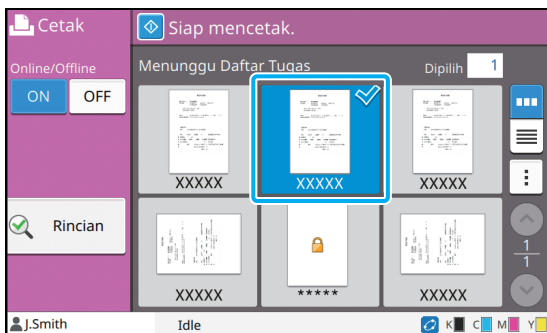 Cetak
Siap mencetak.
Online/Offline
ON OFF
Menunggu Daftar Tugas
Dipilih 1
XXXXX XXXXX XXXXX
Rincian
1
1
XXXXX ***** XXXXX
J.Smith
Idle
K C M Y